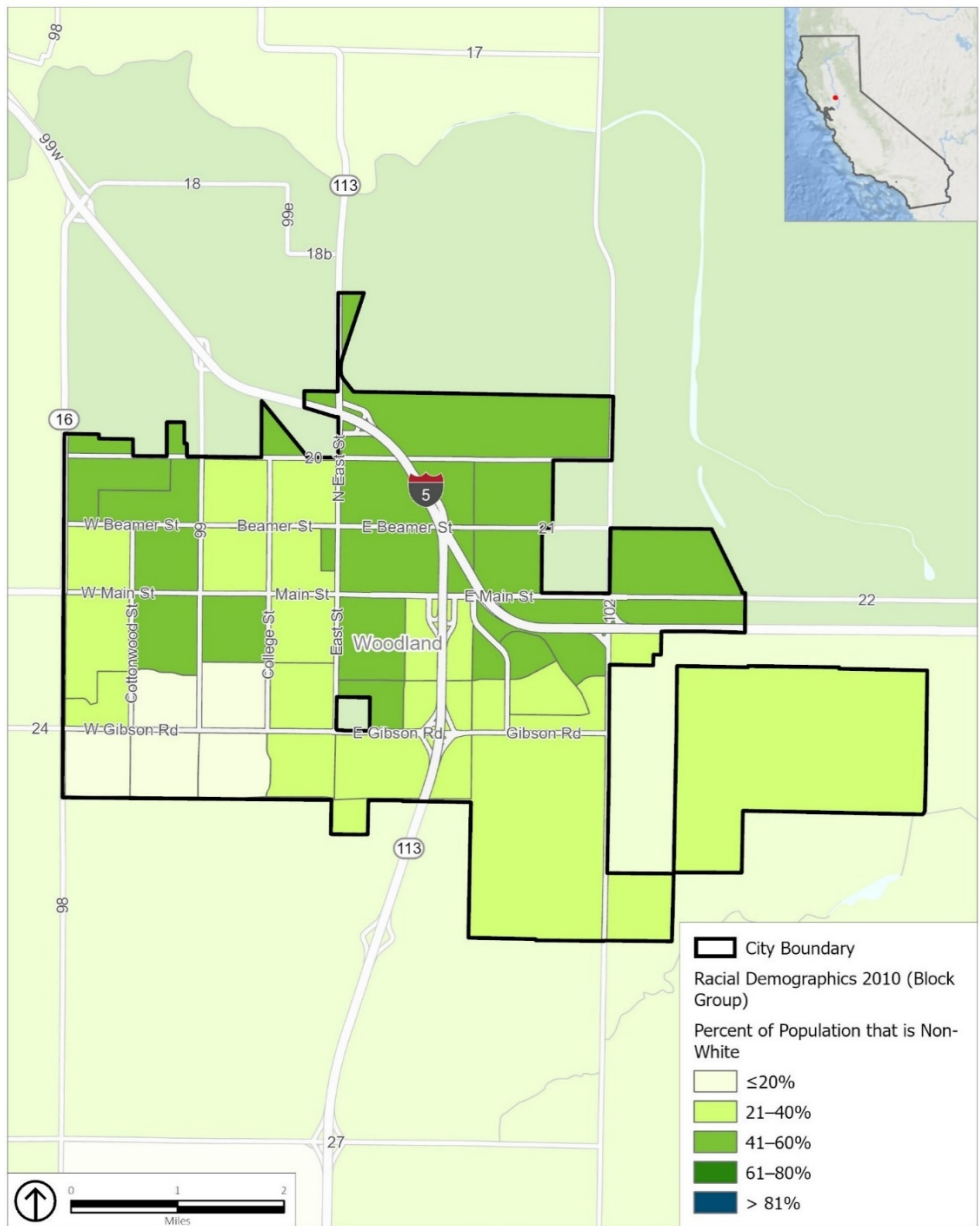 98
17
99w
18
113
99e
18b
16
20
N East St
5
W Beamer St
99
Beamer St
E Beamer St
21
W Main St
Main St
E Main St
102
22
Cottonwood St
College St
East St
Woodland
24
W Gibson Rd
E Gibson Rd
Gibson Rd
113
98
27
City Boundary
Racial Demographics 2010 (Block
Group)
Percent of Population that is Non-
White
≤20%
21–40%
41–60%
61–80%
> 81%
0 1 2
Miles